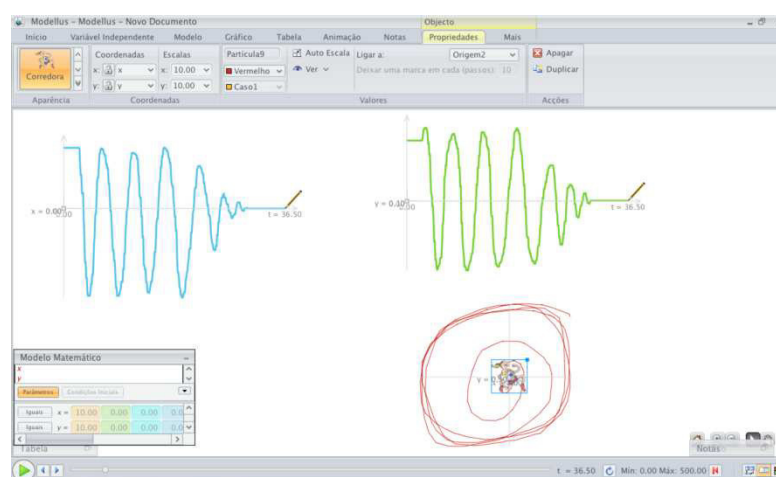 Modellus – Modellus – Novo Documento
Objecto
Início Variável Independente Modelo Gráfico Tabela Animação Notas Propriedades Mais
Coordenadas Escalas Partícula9 Auto Escala Ligar a: Origem2 Apagar
x: x x: 10.00 Vermelho Ver Deixar uma marca em cada (passos): 10 Duplicar
Corredora
y: y y: 10.00 Caso1
Aparência Coordenadas Valores Acções
x = 0.00 0.00 t = 36.50
y = 0.10 t = 36.50
Modelo Matemático
x
y
Parâmetros Condições Iniciais
Iguais x = 10.00 0.00 0.00 0.0
Iguais y = 10.00 0.00 0.00 0.0
Tabela
Notas
t = 36.50 Mín: 0.00 Máx: 500.00